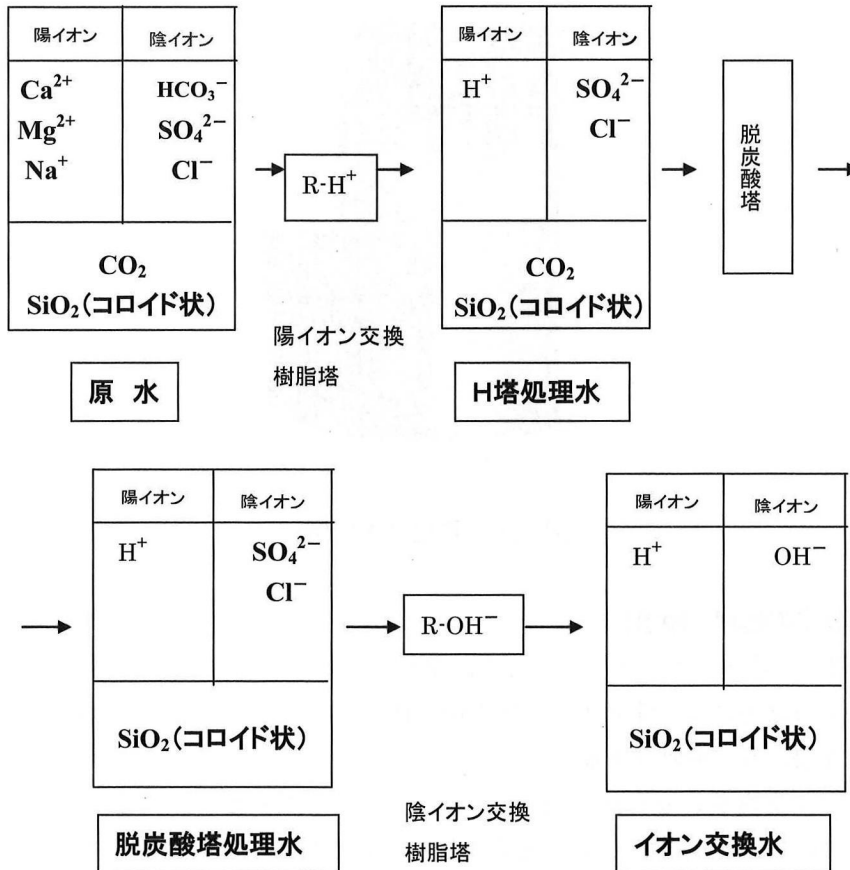 陽イオン 陰イオン
Ca²⁺ HCO₃⁻
Mg²⁺ SO₄²⁻
Na⁺ Cl⁻
CO₂
SiO₂(コロイド状)
原 水
R-H⁺
陽イオン交換
樹脂塔
陽イオン 陰イオン
H⁺ SO₄²⁻
Cl⁻
CO₂
SiO₂(コロイド状)
H塔処理水
脱炭酸塔
陽イオン 陰イオン
H⁺ SO₄²⁻
Cl⁻
SiO₂(コロイド状)
脱炭酸塔処理水
R-OH⁻
陰イオン交換
樹脂塔
陽イオン 陰イオン
H⁺ OH⁻
SiO₂(コロイド状)
イオン交換水